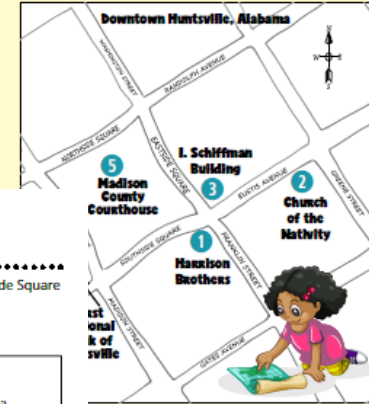 Downtown Huntsville, Alabama
N
W
E
S
WASHINGTON STREET
RANDOLPH AVENUE
NORTHSIDE SQUARE
EASTSIDE SQUARE
5
Madison
County
Courthouse
I. Schiffman
Building
3
EUSTIS AVENUE
2
Church
of the
Nativity
GREENE STREET
SOUTHSIDE SQUARE
1
Harrison
Brothers
FRANKLIN STREET
de Square
MADISON STREET
GATES AVENUE
rst
ional
k of
sville